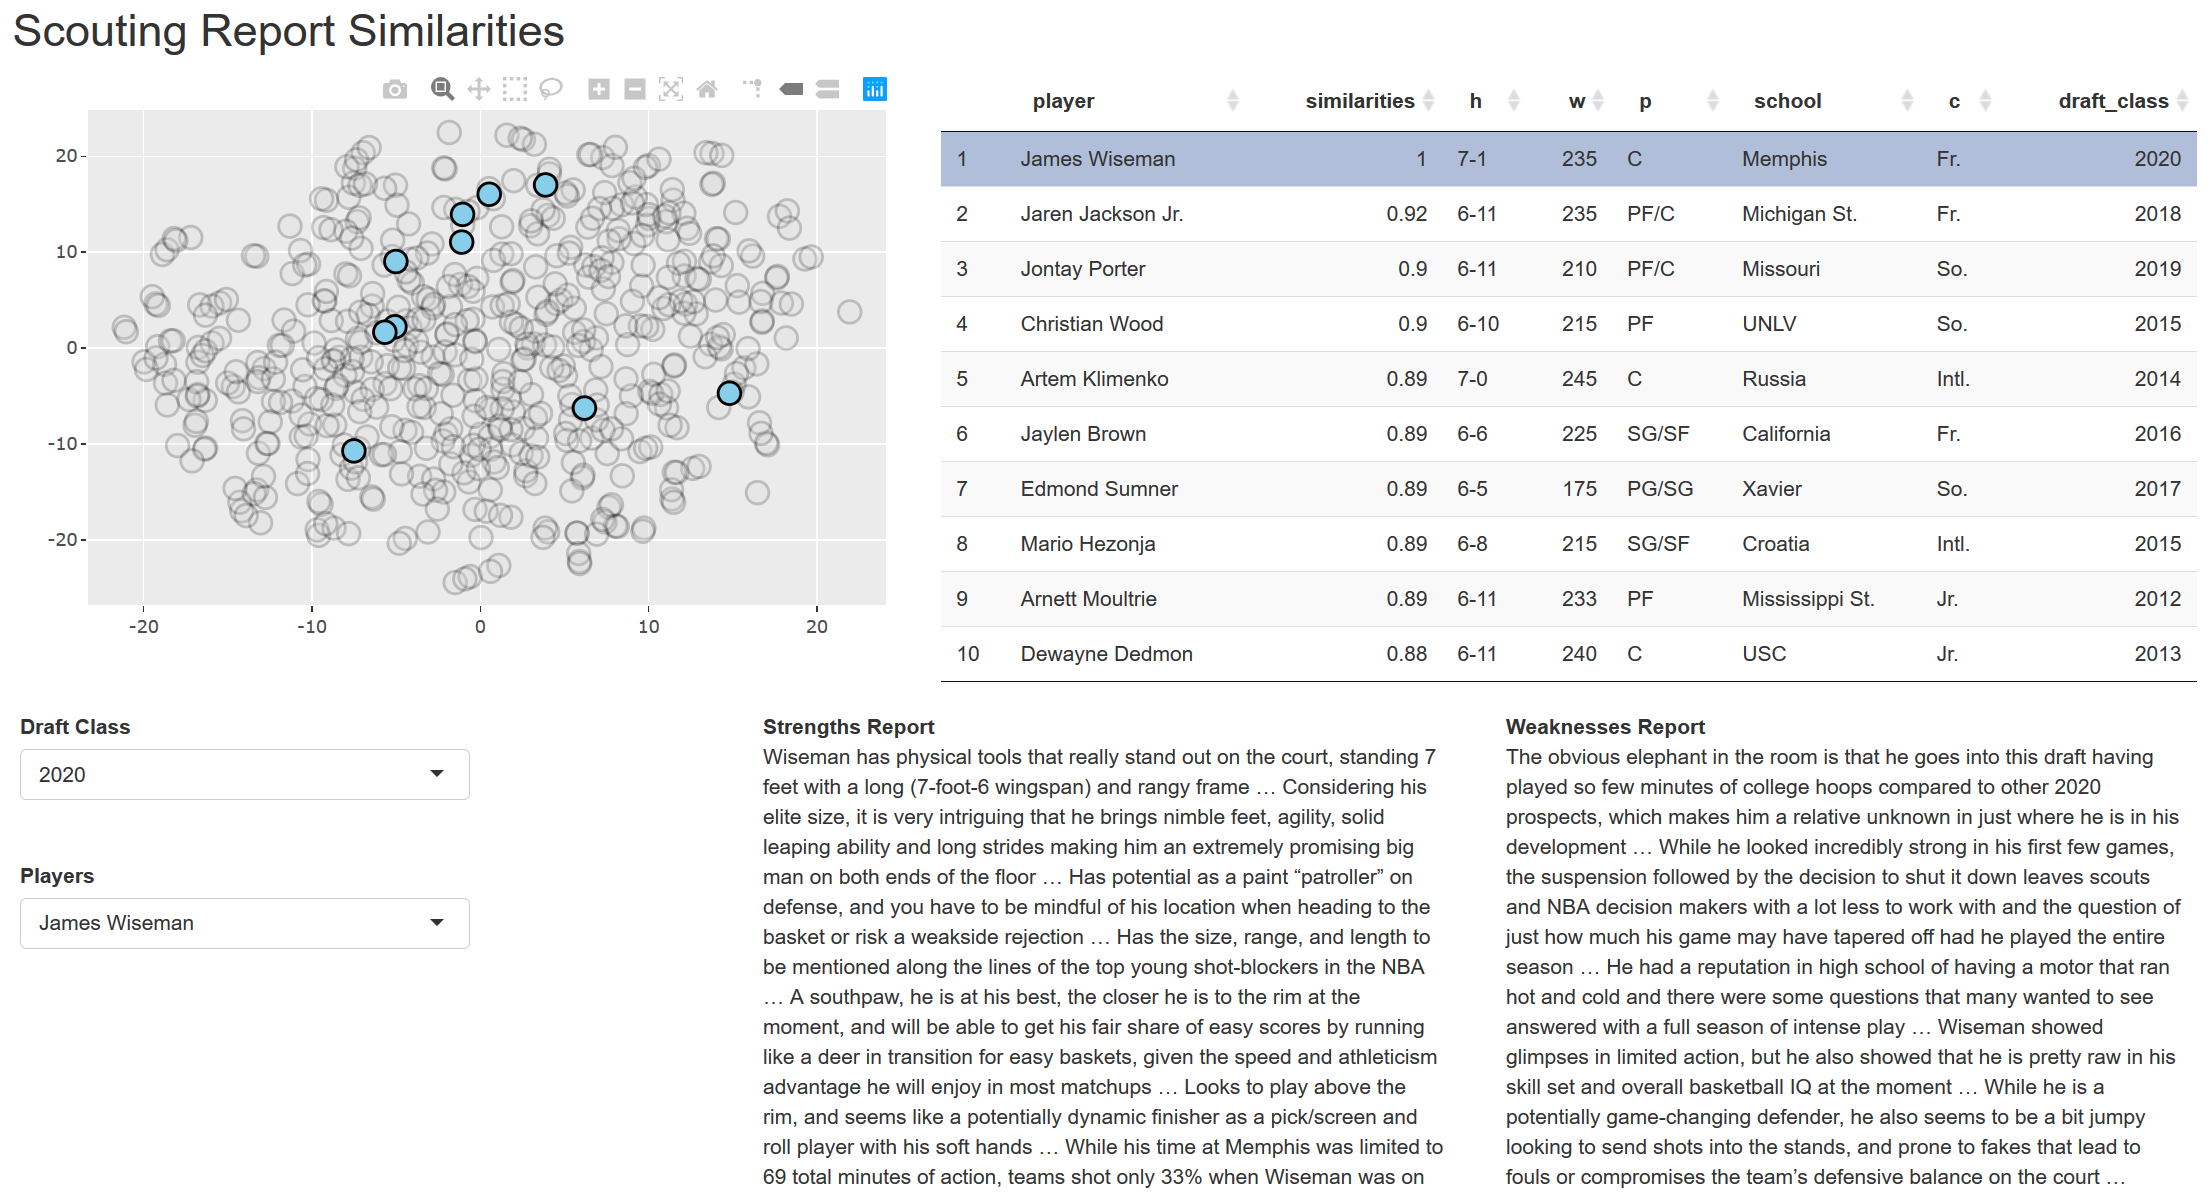 Scouting Report Similarities
20
10
0
-10
-20
-20 -10 0 10 20
player similarities h w p school c draft_class
1 James Wiseman 1 7-1 235 C Memphis Fr. 2020
2 Jaren Jackson Jr. 0.92 6-11 235 PF/C Michigan St. Fr. 2018
3 Jontay Porter 0.9 6-11 210 PF/C Missouri So. 2019
4 Christian Wood 0.9 6-10 215 PF UNLV So. 2015
5 Artem Klimenko 0.89 7-0 245 C Russia Intl. 2014
6 Jaylen Brown 0.89 6-6 225 SG/SF California Fr. 2016
7 Edmond Sumner 0.89 6-5 175 PG/SG Xavier So. 2017
8 Mario Hezonja 0.89 6-8 215 SG/SF Croatia Intl. 2015
9 Arnett Moultrie 0.89 6-11 233 PF Mississippi St. Jr. 2012
10 Dewayne Dedmon 0.88 6-11 240 C USC Jr. 2013
Draft Class
2020
Players
James Wiseman
Strengths Report
Wiseman has physical tools that really stand out on the court, standing 7
feet with a long (7-foot-6 wingspan) and rangy frame … Considering his
elite size, it is very intriguing that he brings nimble feet, agility, solid
leaping ability and long strides making him an extremely promising big
man on both ends of the floor … Has potential as a paint “patroller” on
defense, and you have to be mindful of his location when heading to the
basket or risk a weakside rejection … Has the size, range, and length to
be mentioned along the lines of the top young shot-blockers in the NBA
… A southpaw, he is at his best, the closer he is to the rim at the
moment, and will be able to get his fair share of easy scores by running
like a deer in transition for easy baskets, given the speed and athleticism
advantage he will enjoy in most matchups … Looks to play above the
rim, and seems like a potentially dynamic finisher as a pick/screen and
roll player with his soft hands … While his time at Memphis was limited to
69 total minutes of action, teams shot only 33% when Wiseman was on
Weaknesses Report
The obvious elephant in the room is that he goes into this draft having
played so few minutes of college hoops compared to other 2020
prospects, which makes him a relative unknown in just where he is in his
development … While he looked incredibly strong in his first few games,
the suspension followed by the decision to shut it down leaves scouts
and NBA decision makers with a lot less to work with and the question of
just how much his game may have tapered off had he played the entire
season … He had a reputation in high school of having a motor that ran
hot and cold and there were some questions that many wanted to see
answered with a full season of intense play … Wiseman showed
glimpses in limited action, but he also showed that he is pretty raw in his
skill set and overall basketball IQ at the moment … While he is a
potentially game-changing defender, he also seems to be a bit jumpy
looking to send shots into the stands, and prone to fakes that lead to
fouls or compromises the team’s defensive balance on the court …